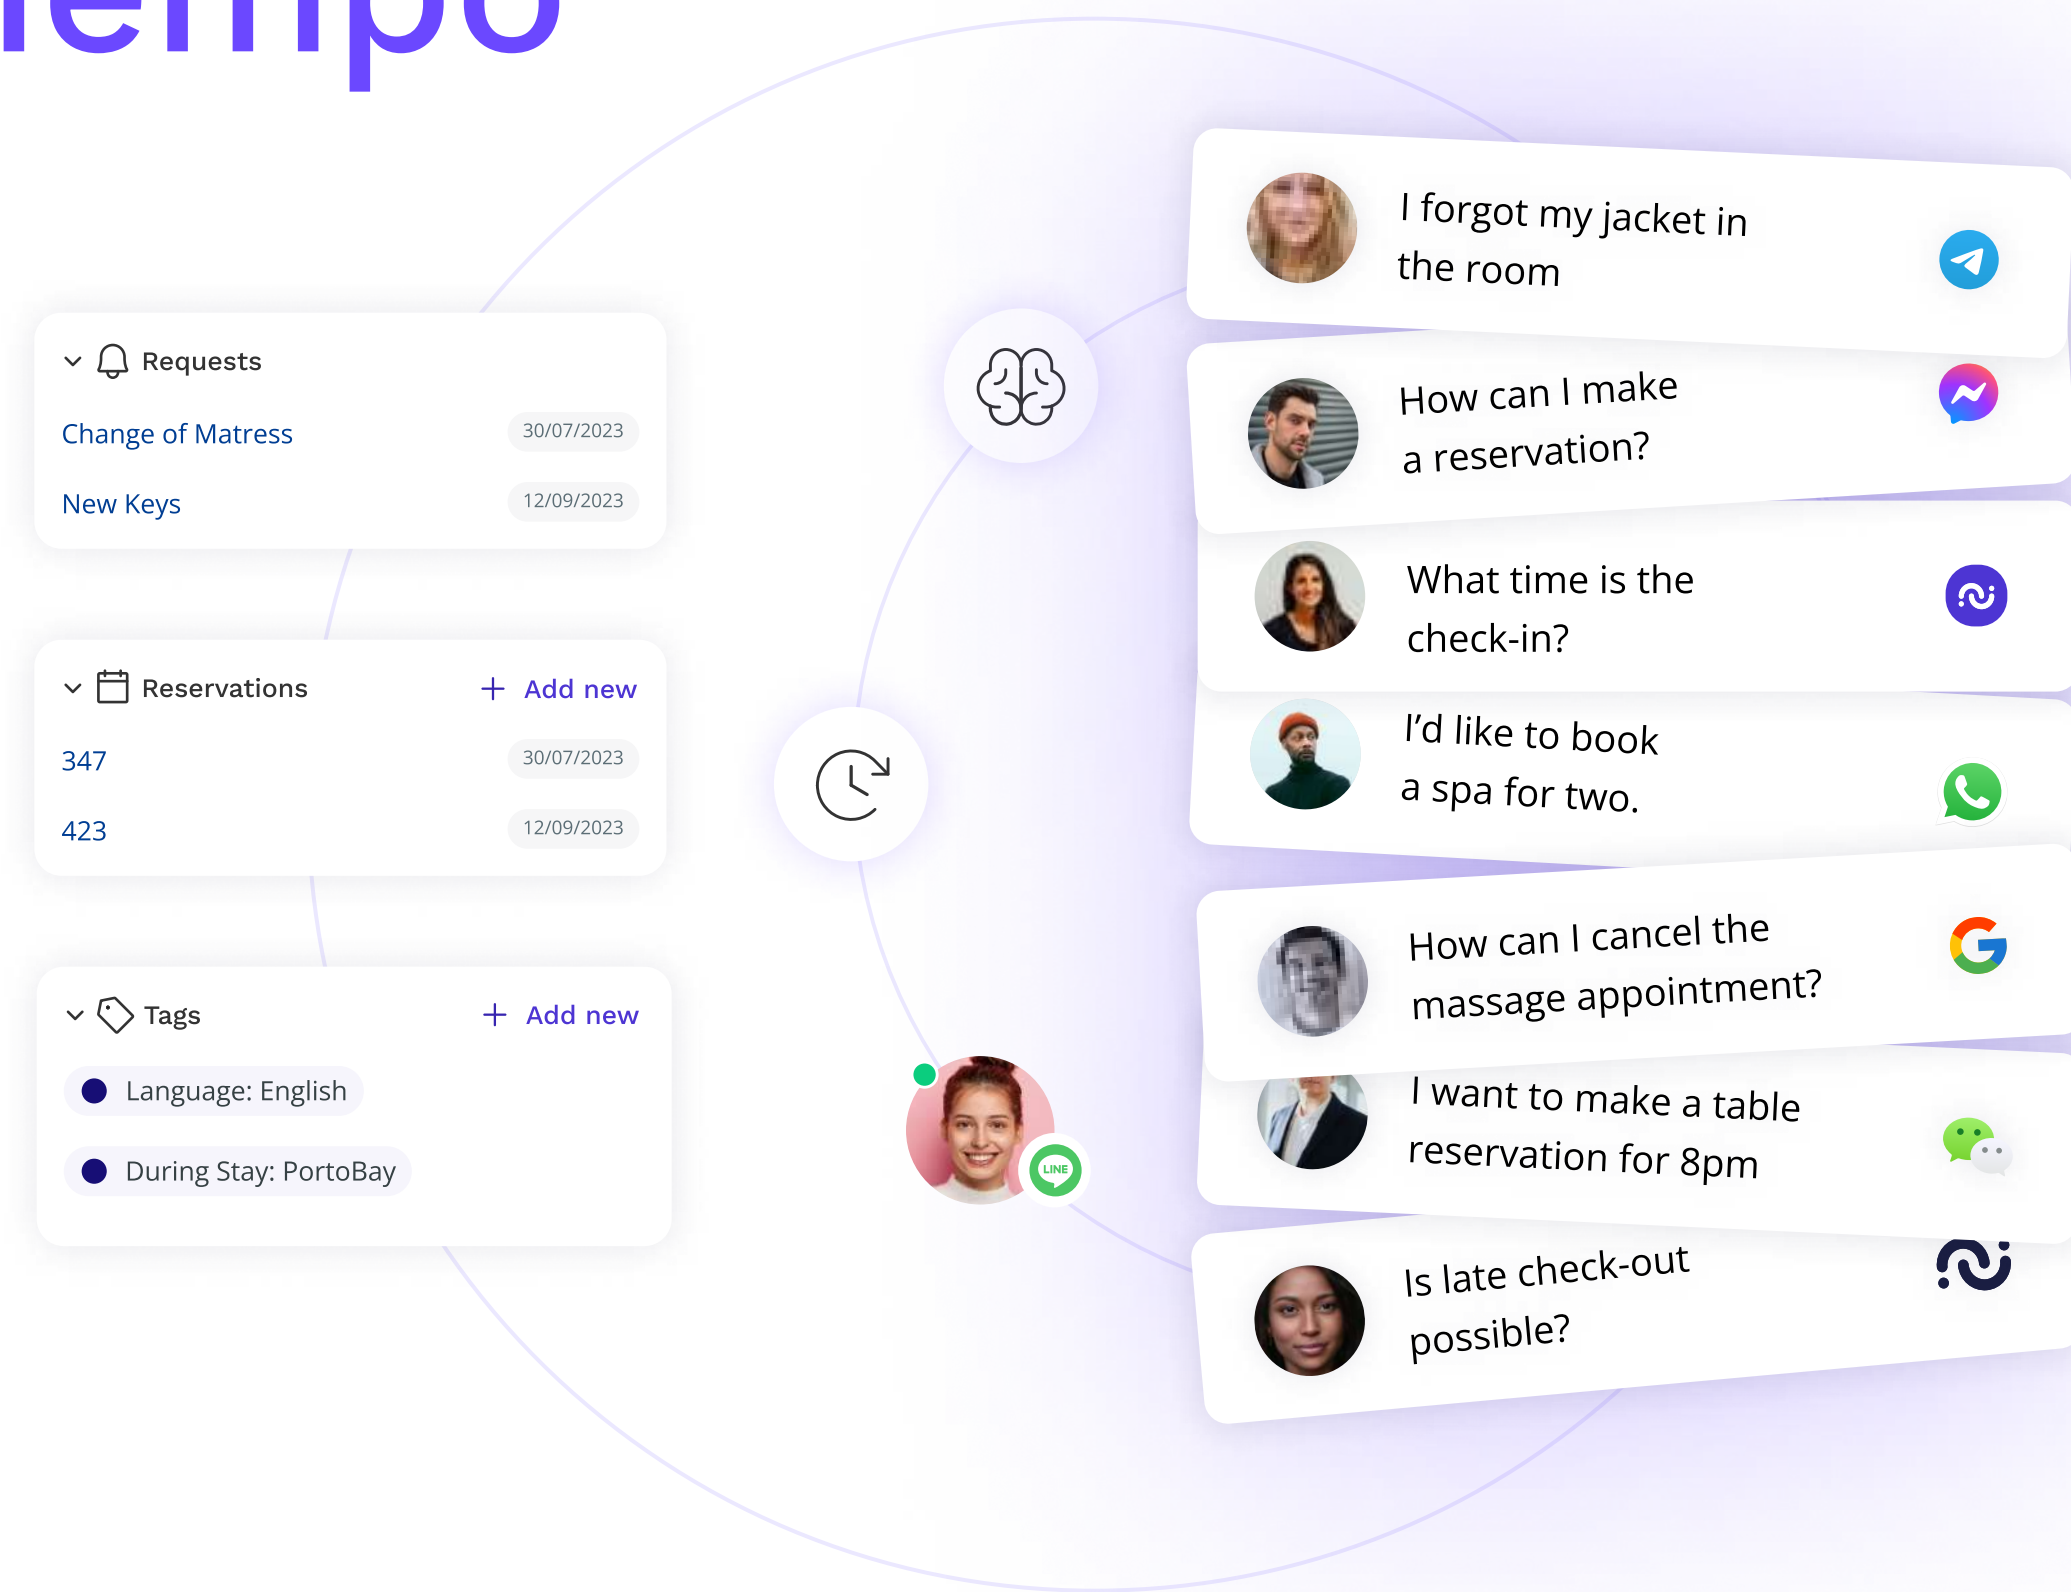 Requests
Change of Matress 30/07/2023
New Keys 12/09/2023
Reservations + Add new
347 30/07/2023
423 12/09/2023
Tags + Add new
Language: English
During Stay: PortoBay
LINE
I forgot my jacket in
the room
How can I make
a reservation?
What time is the
check-in?
I’d like to book
a spa for two.
How can I cancel the
massage appointment?
I want to make a table
reservation for 8pm
Is late check-out
possible?